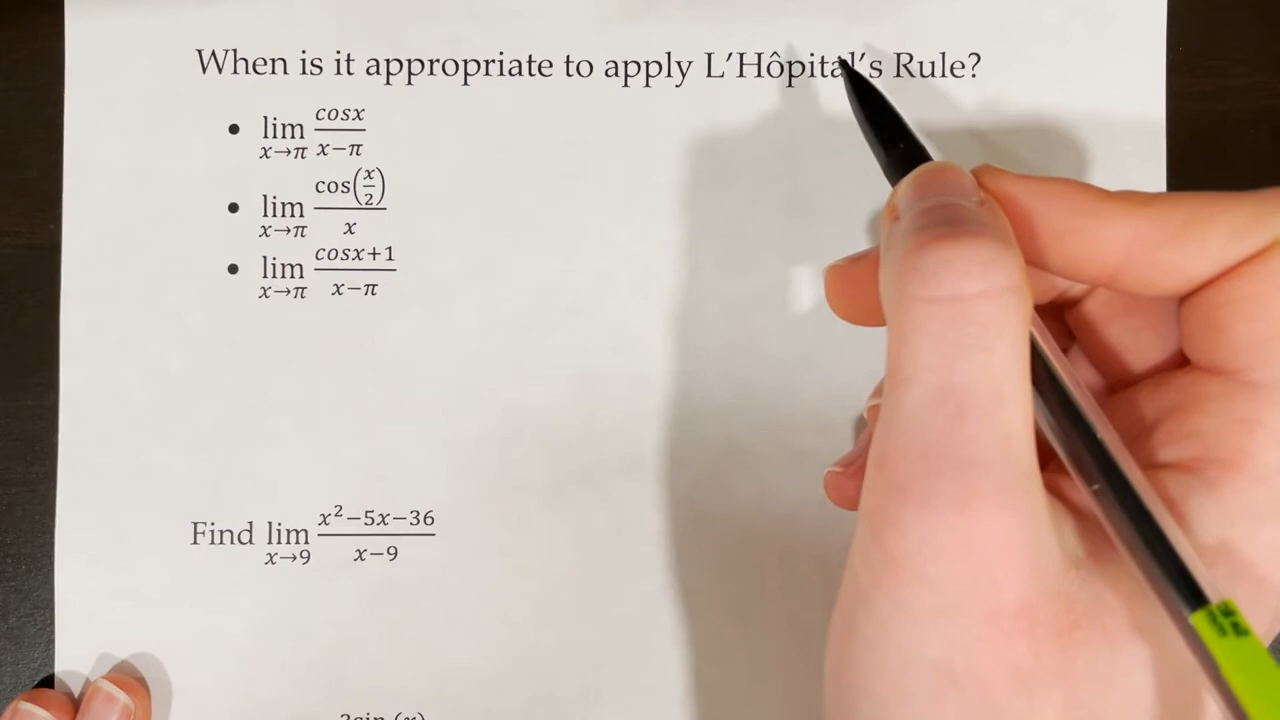 When is it appropriate to apply L'Hôpital's Rule?
• lim x→π cosx/x−π
• lim x→π cos(x/2)/x
• lim x→π cosx+1/x−π
Find lim x→9 x²−5x−36/x−9